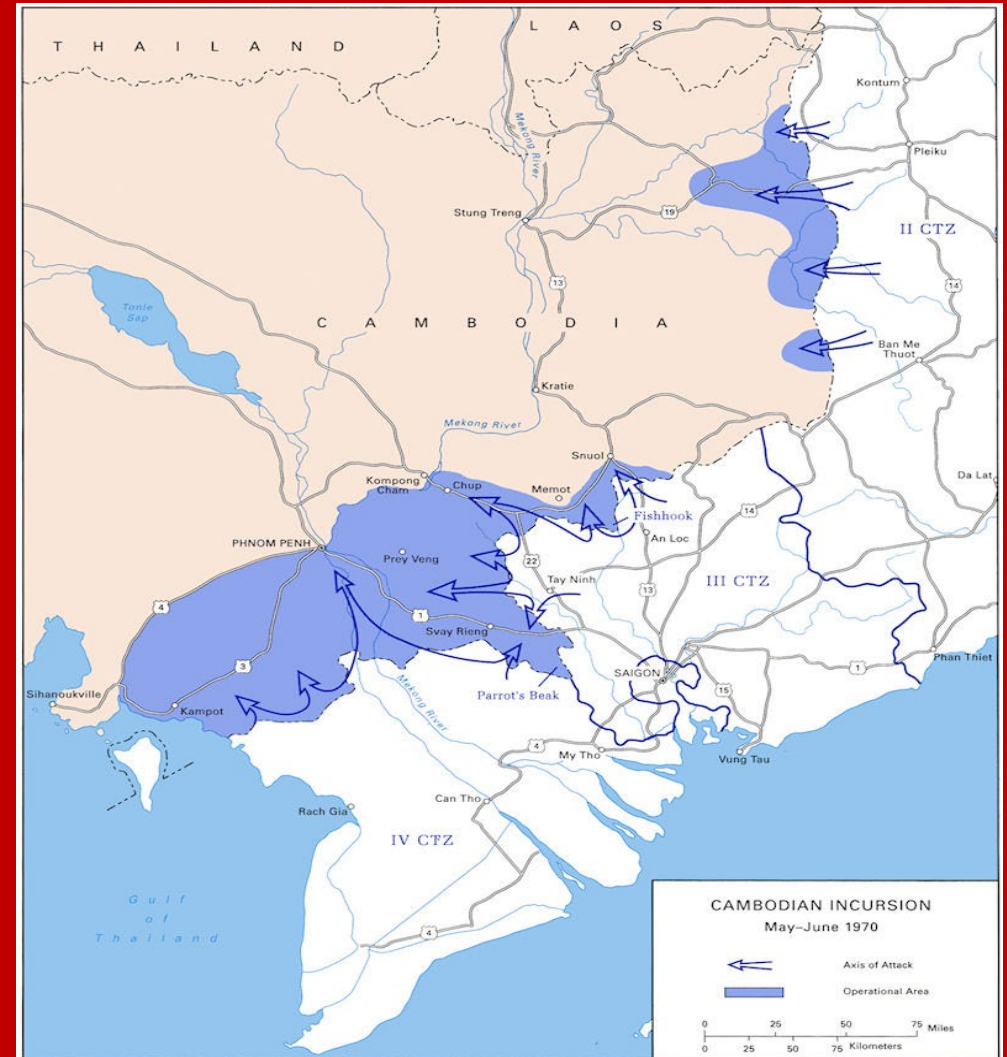 THAILAND
LAOS
Kontum
Mekong River
Pleiku
Stung Treng
19
II CTZ
13
14
Tonle
Sap
CAMBODIA
Ban Me
Thuot
Kratie
Mekong River
Snuol
Da Lat
Kompong
Cham
Chup
Memot
14
Fishhook
PHNOM PENH
An Loc
Prey Veng
22
Tay Ninh
III CTZ
13
4
1
Svay Rieng
3
SAIGON
1
Phan Thiet
Sihanoukville
Kampot
Parrot's Beak
15
Mekong River
4
My Tho
Vung Tau
Can Tho
Rach Gia
IV CTZ
Gulf
of
Thailand
4
CAMBODIAN INCURSION
May–June 1970
Axis of Attack
Operational Area
0 25 50 75 Miles
0 25 50 75 Kilometers